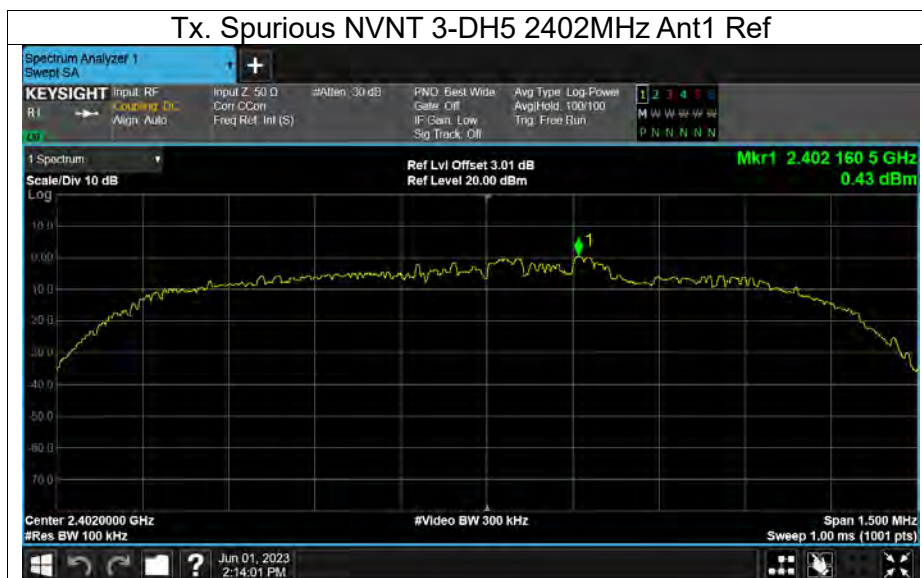 Tx. Spurious NVNT 3-DH5 2402MHz Ant1 Ref
Spectrum Analyzer 1
Swept SA
+
KEYSIGHT Input: RF Input Z: 50 Ω #Atten: 30 dB PNO: Best Wide Avg Type: Log-Power 1 2 3 4 5 6
Coupling: DC Corr CCorr Gate: Off Avg|Hold: 100/100 M W W W W W
Align: Auto Freq Ref: Int (S) IF Gain: Low Trig: Free Run
Sig Track: Off P N N N N N
1 Spectrum
Ref Lvl Offset 3.01 dB Mkr1 2.402 160 5 GHz
Scale/Div 10 dB Ref Level 20.00 dBm 0.43 dBm
Log
10.0
0.00
1
-10.0
-20.0
-30.0
-40.0
-50.0
-60.0
-70.0
Center 2.4020000 GHz #Video BW 300 kHz Span 1.500 MHz
#Res BW 100 kHz Sweep 1.00 ms (1001 pts)
? Jun 01, 2023
2:14:01 PM